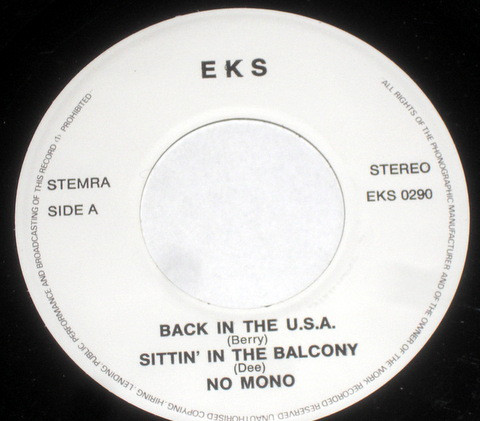 EKS
STEMRA
SIDE A
STEREO
EKS 0290
BACK IN THE U.S.A.
(Berry)
SITTIN' IN THE BALCONY
(Dee)
NO MONO
ALL RIGHTS OF THE PHONOGRAPHIC MANUFACTURER AND OF THE OWNER OF THE WORK RECORDED RESERVED UNAUTHORISED COPYING-HIRING-LENDING-PUBLIC PERFORMANCE AND BROADCASTING OF THIS RECORD PROHIBITED